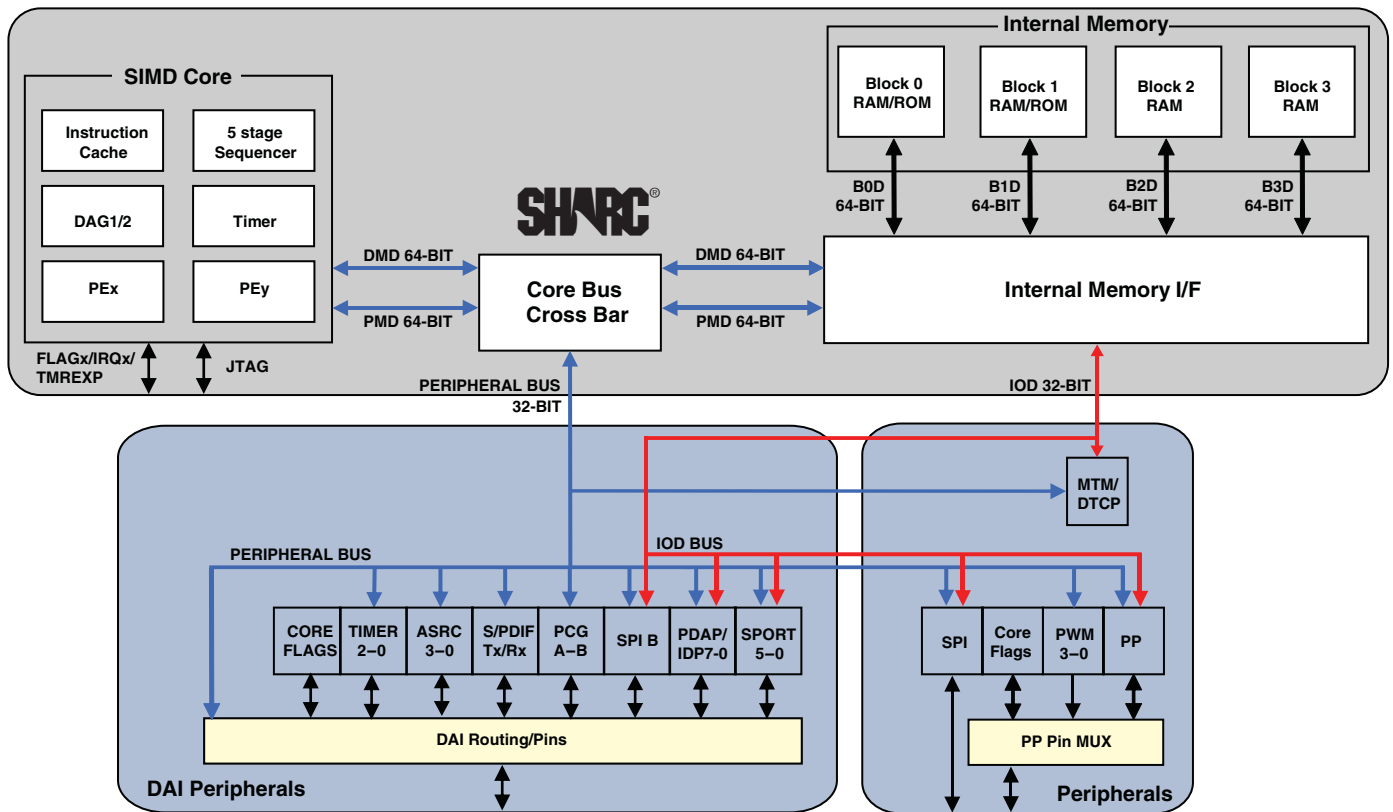 Internal Memory
SIMD Core
Block 0
RAM/ROM
Block 1
RAM/ROM
Block 2
RAM
Block 3
RAM
Instruction
Cache
5 stage
Sequencer
DAG1/2
Timer
PEx
PEy
B0D
64-BIT
B1D
64-BIT
B2D
64-BIT
B3D
64-BIT
SHARC®
DMD 64-BIT
PMD 64-BIT
Core Bus
Cross Bar
DMD 64-BIT
PMD 64-BIT
Internal Memory I/F
FLAGx/IRQx/
TMREXP
JTAG
PERIPHERAL BUS
32-BIT
IOD 32-BIT
MTM/
DTCP
PERIPHERAL BUS
IOD BUS
CORE
FLAGS
TIMER
2–0
ASRC
3–0
S/PDIF
Tx/Rx
PCG
A–B
SPI B
PDAP/
IDP7-0
SPORT
5–0
SPI
Core
Flags
PWM
3–0
PP
DAI Routing/Pins
PP Pin MUX
DAI Peripherals
Peripherals